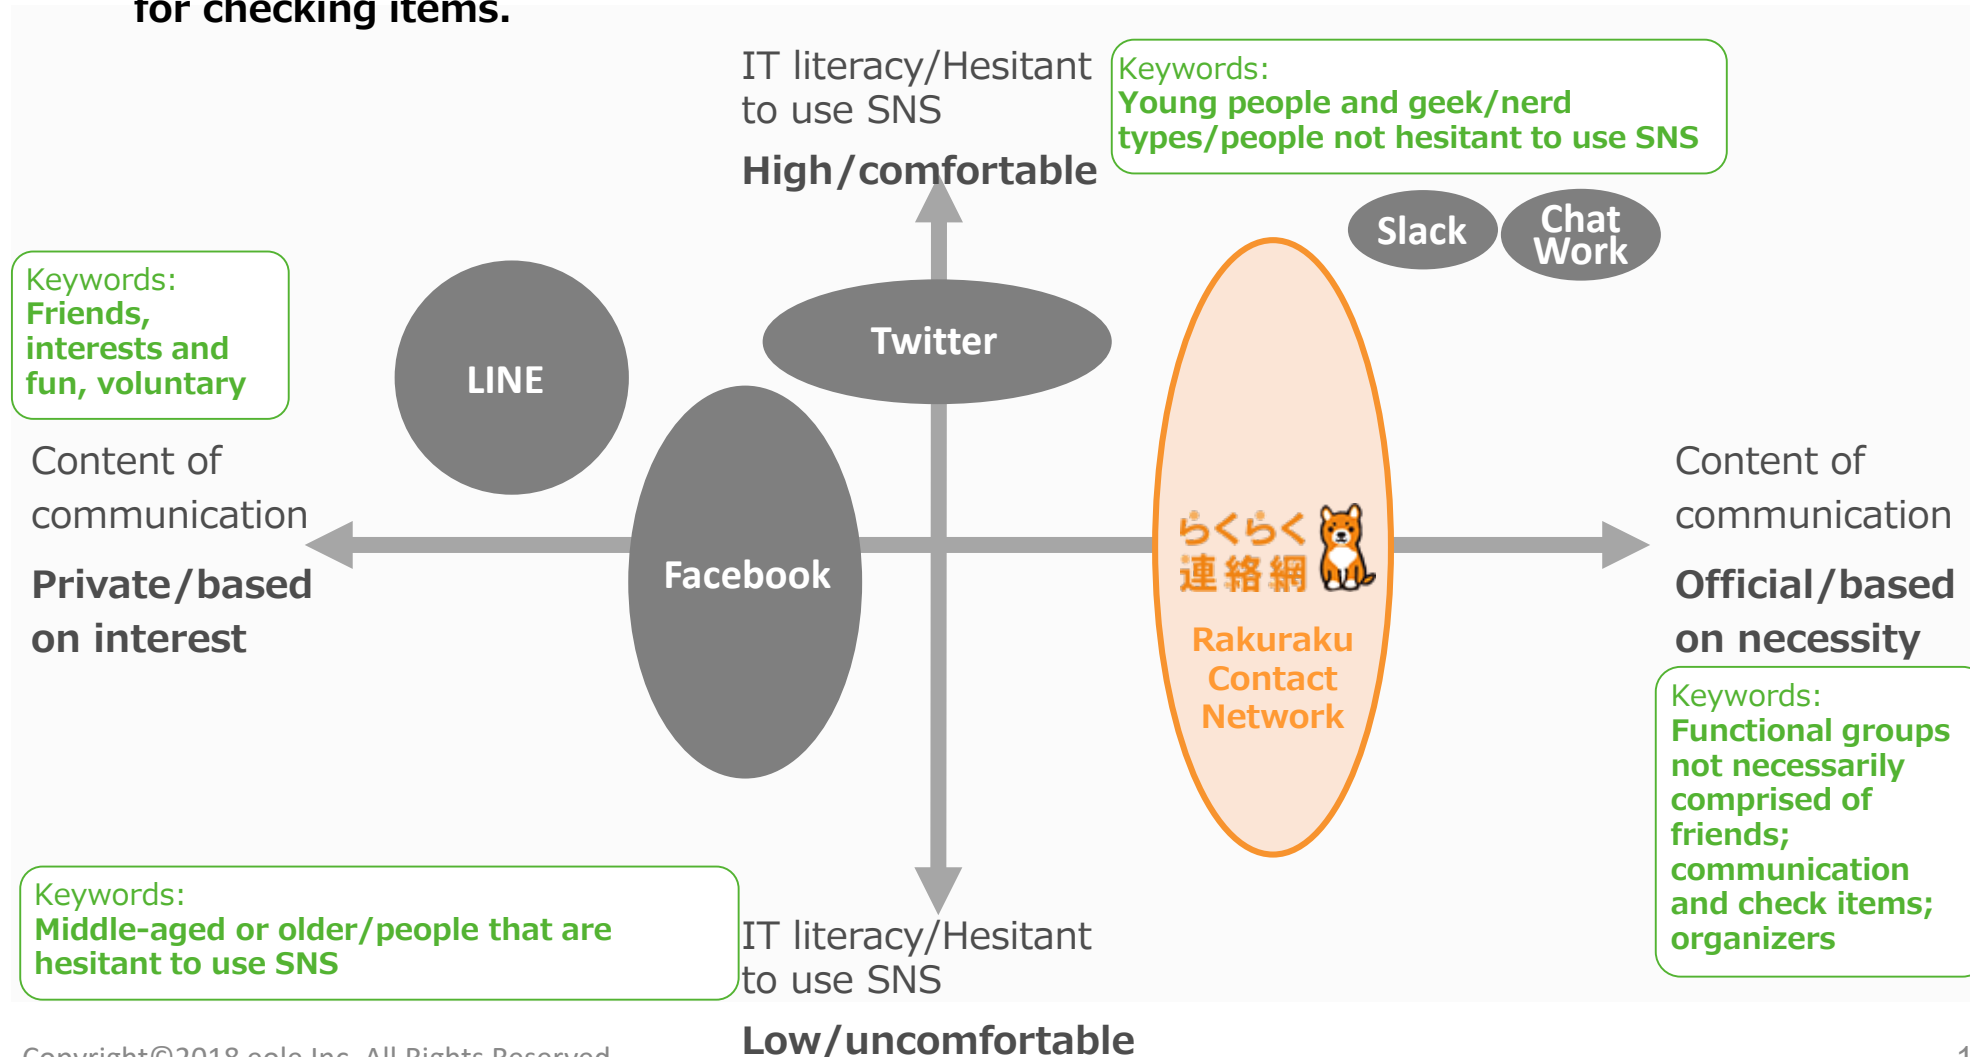 for checking items.
IT literacy/Hesitant
to use SNS
High/comfortable
Keywords:
Young people and geek/nerd
types/people not hesitant to use SNS
Slack
Chat
Work
Keywords:
Friends,
interests and
fun, voluntary
LINE
Twitter
Content of
communication
Private/based
on interest
Facebook
らくらく
連絡網
Rakuraku
Contact
Network
Content of
communication
Official/based
on necessity
Keywords:
Functional groups
not necessarily
comprised of
friends;
communication
and check items;
organizers
Keywords:
Middle-aged or older/people that are
hesitant to use SNS
IT literacy/Hesitant
to use SNS
Low/uncomfortable
Copyright©2018 eole Inc. All Rights Reserved